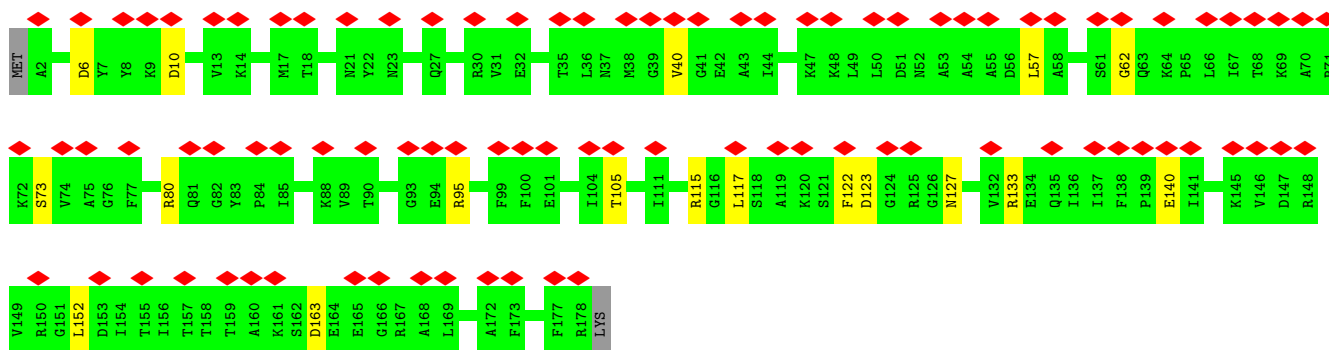 MET A2 D6 Y7 Y8 K9 D10 V13 K14 M17 T18 N21 Y22 N23 Q27 R30 V31 E32 T35 L36 N37 M38 G39 V40 G41 E42 A43 I44 K47 K48 L49 L50 D51 N52 A53 A54 A55 D56 L57 A58 S61 G62 Q63 K64 P65 L66 I67 T68 K69 A70
K72 S73 V74 A75 G76 F77 R80 Q81 G82 Y83 P84 I85 K88 V89 T90 G93 E94 R95 F99 F100 E101 I104 T105 I111 R115 G116 L117 S118 A119 K120 S121 F122 D123 G124 R125 G126 N127 V132 R133 E134 Q135 I136 I137 F138 P139 E140 I141 K145 V146 D147 R148
V149 R150 G151 L152 D153 I154 T155 I156 T157 T158 T159 A160 K161 S162 D163 E164 E165 G166 R167 A168 L169 A172 F173 F177 R178 LYS